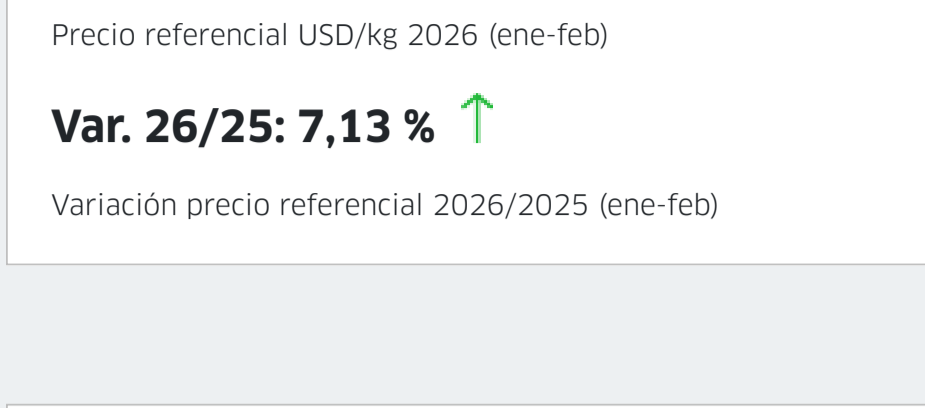 Precio referencial USD/kg 2026 (ene-feb)
Var. 26/25: 7,13 % ↑
Variación precio referencial 2026/2025 (ene-feb)